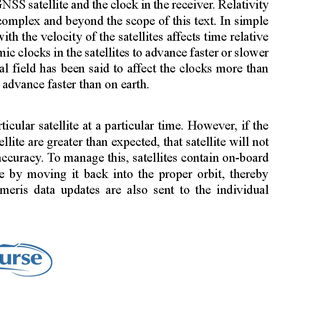 GNSS satellite and the clock in the receiver. Relativity
complex and beyond the scope of this text. In simple
with the velocity of the satellites affects time relative
mic clocks in the satellites to advance faster or slower
al field has been said to affect the clocks more than
advance faster than on earth.
rticular satellite at a particular time. However, if the
ellite are greater than expected, that satellite will not
accuracy. To manage this, satellites contain on-board
e by moving it back into the proper orbit, thereby
meris data updates are also sent to the individual
urse